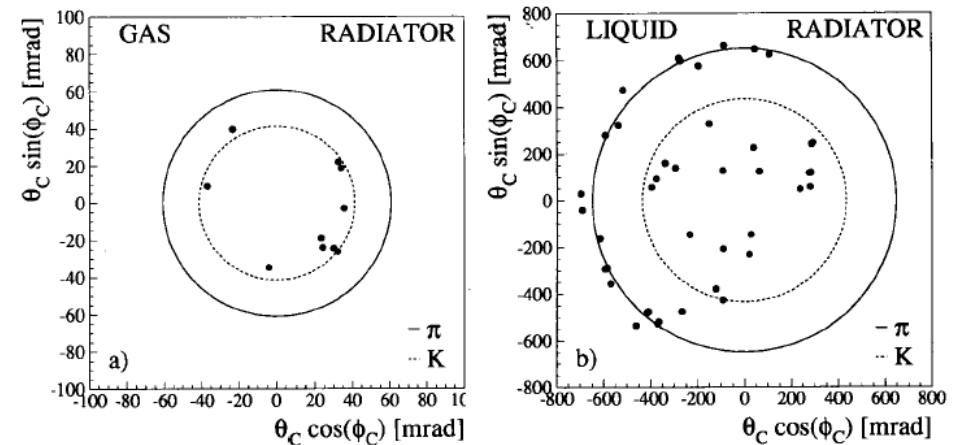 GAS RADIATOR
θC sin(ϕC) [mrad]
100
80
60
40
20
0
-20
-40
-60
-80
-100
-100 -80 -60 -40 -20 0 20 40 60 80 10
– π
--- K
a)
θC cos(ϕC) [mrad]
LIQUID RADIATOR
θC sin(ϕC) [mrad]
800
600
400
200
0
-200
-400
-600
-800
-800 -600 -400 -200 0 200 400 600 800
– π
--- K
b)
θC cos(ϕC) [mrad]